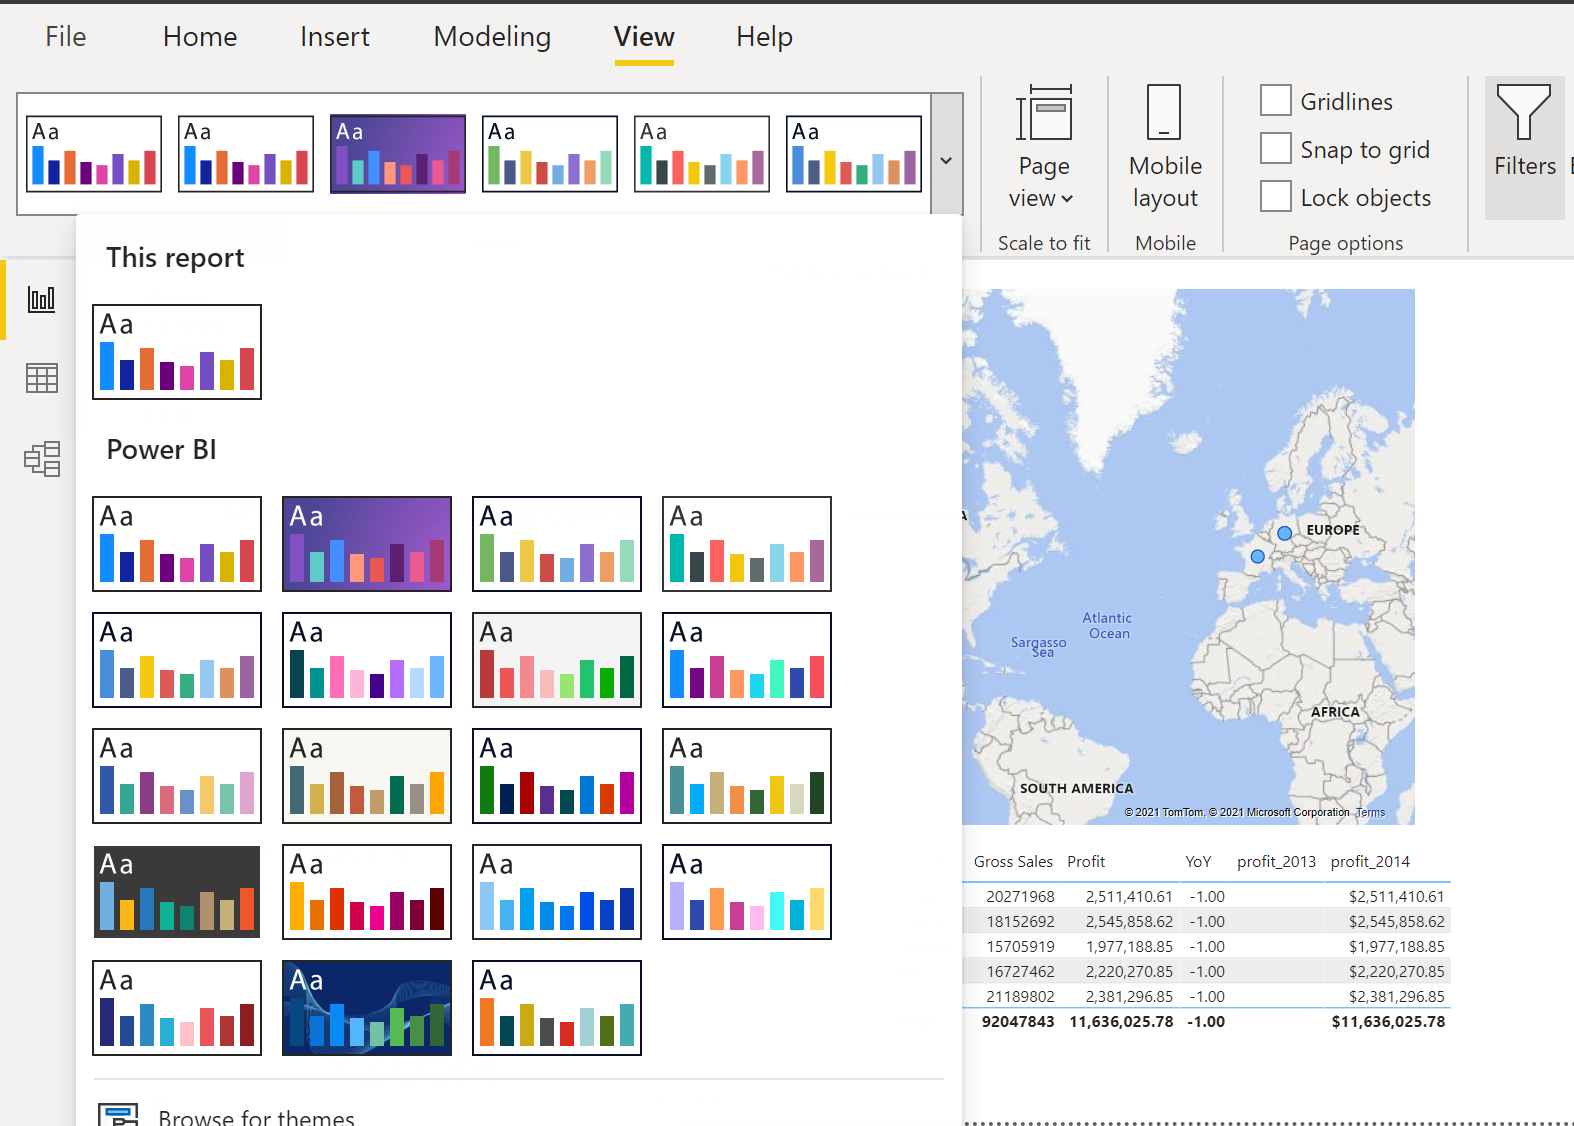 File Home Insert Modeling View Help
Aa Aa Aa Aa Aa Aa
Page view
Scale to fit
Mobile layout
Mobile
Gridlines
Snap to grid
Lock objects
Page options
Filters
This report
Aa
Power BI
Aa Aa Aa Aa
Aa Aa Aa Aa
Aa Aa Aa Aa
Aa Aa Aa Aa
Aa Aa Aa
Browse for themes
EUROPE
Atlantic
Ocean
Sargasso
Sea
AFRICA
SOUTH AMERICA
© 2021 TomTom, © 2021 Microsoft Corporation Terms
Gross Sales Profit YoY profit_2013 profit_2014
20271968 2,511,410.61 -1.00 $2,511,410.61
18152692 2,545,858.62 -1.00 $2,545,858.62
15705919 1,977,188.85 -1.00 $1,977,188.85
16727462 2,220,270.85 -1.00 $2,220,270.85
21189802 2,381,296.85 -1.00 $2,381,296.85
92047843 11,636,025.78 -1.00 $11,636,025.78